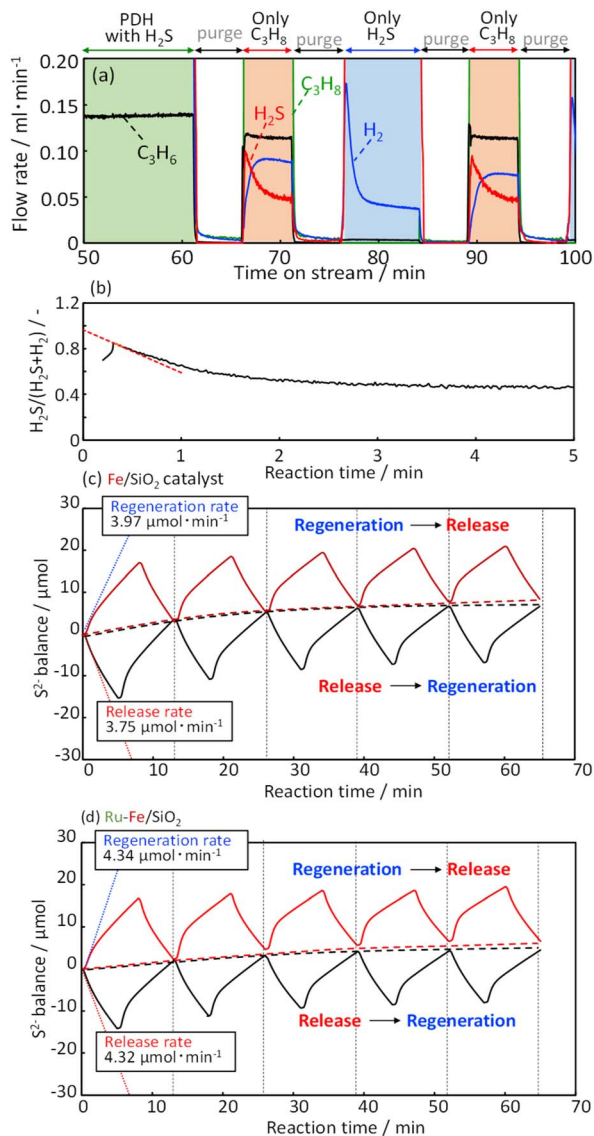 PDH with H₂S
purge
Only C₃H₈
purge
Only H₂S
purge
Only C₃H₈
purge
(a)
0.20
0.15
0.10
0.05
0
Flow rate / ml·min⁻¹
C₃H₆
H₂S
C₃H₈
H₂
50 60 70 80 90 100
Time on stream / min
(b)
1.2
0.8
0.4
0
H₂S/(H₂S+H₂) / -
0 1 2 3 4 5
Reaction time / min
(c) Fe/SiO₂ catalyst
30
20
10
0
-10
-20
-30
S²⁻ balance / μmol
Regeneration rate
3.97 μmol·min⁻¹
Regeneration → Release
Release → Regeneration
Release rate
3.75 μmol·min⁻¹
0 10 20 30 40 50 60 70
Reaction time / min
(d) Ru-Fe/SiO₂
30
20
10
0
-10
-20
-30
S²⁻ balance / μmol
Regeneration rate
4.34 μmol·min⁻¹
Regeneration → Release
Release → Regeneration
Release rate
4.32 μmol·min⁻¹
0 10 20 30 40 50 60 70
Reaction time / min